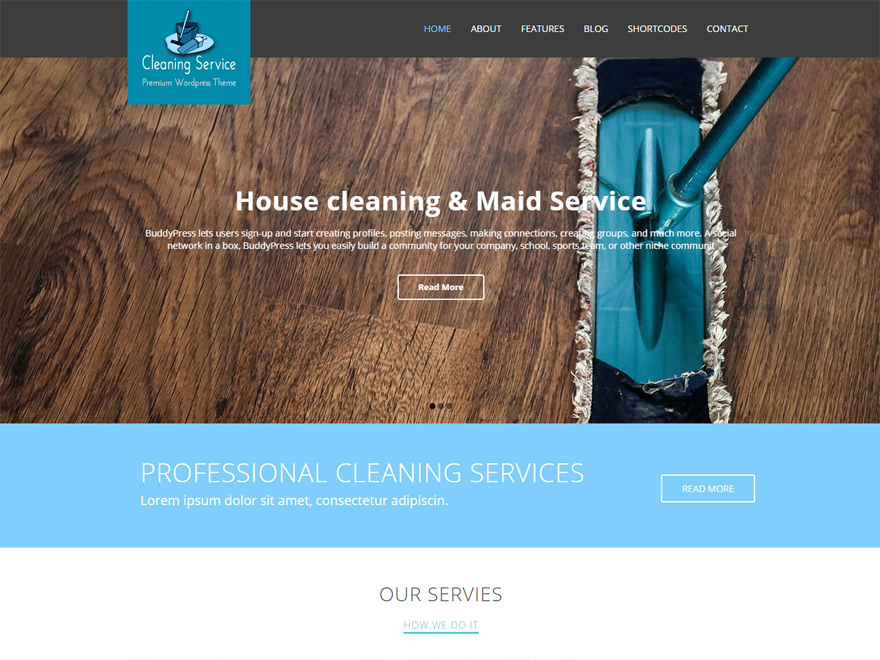 Cleaning Service
Premium Wordpress Theme
HOME ABOUT FEATURES BLOG SHORTCODES CONTACT
House cleaning & Maid Service
BuddyPress lets users sign-up and start creating profiles, posting messages, making connections, creating groups, and much more. A social
network in a box, BuddyPress lets you easily build a community for your company, school, sports team, or other niche communit
Read More
PROFESSIONAL CLEANING SERVICES
Lorem ipsum dolor sit amet, consectetur adipiscin.
READ MORE
OUR SERVIES
HOW WE DO IT